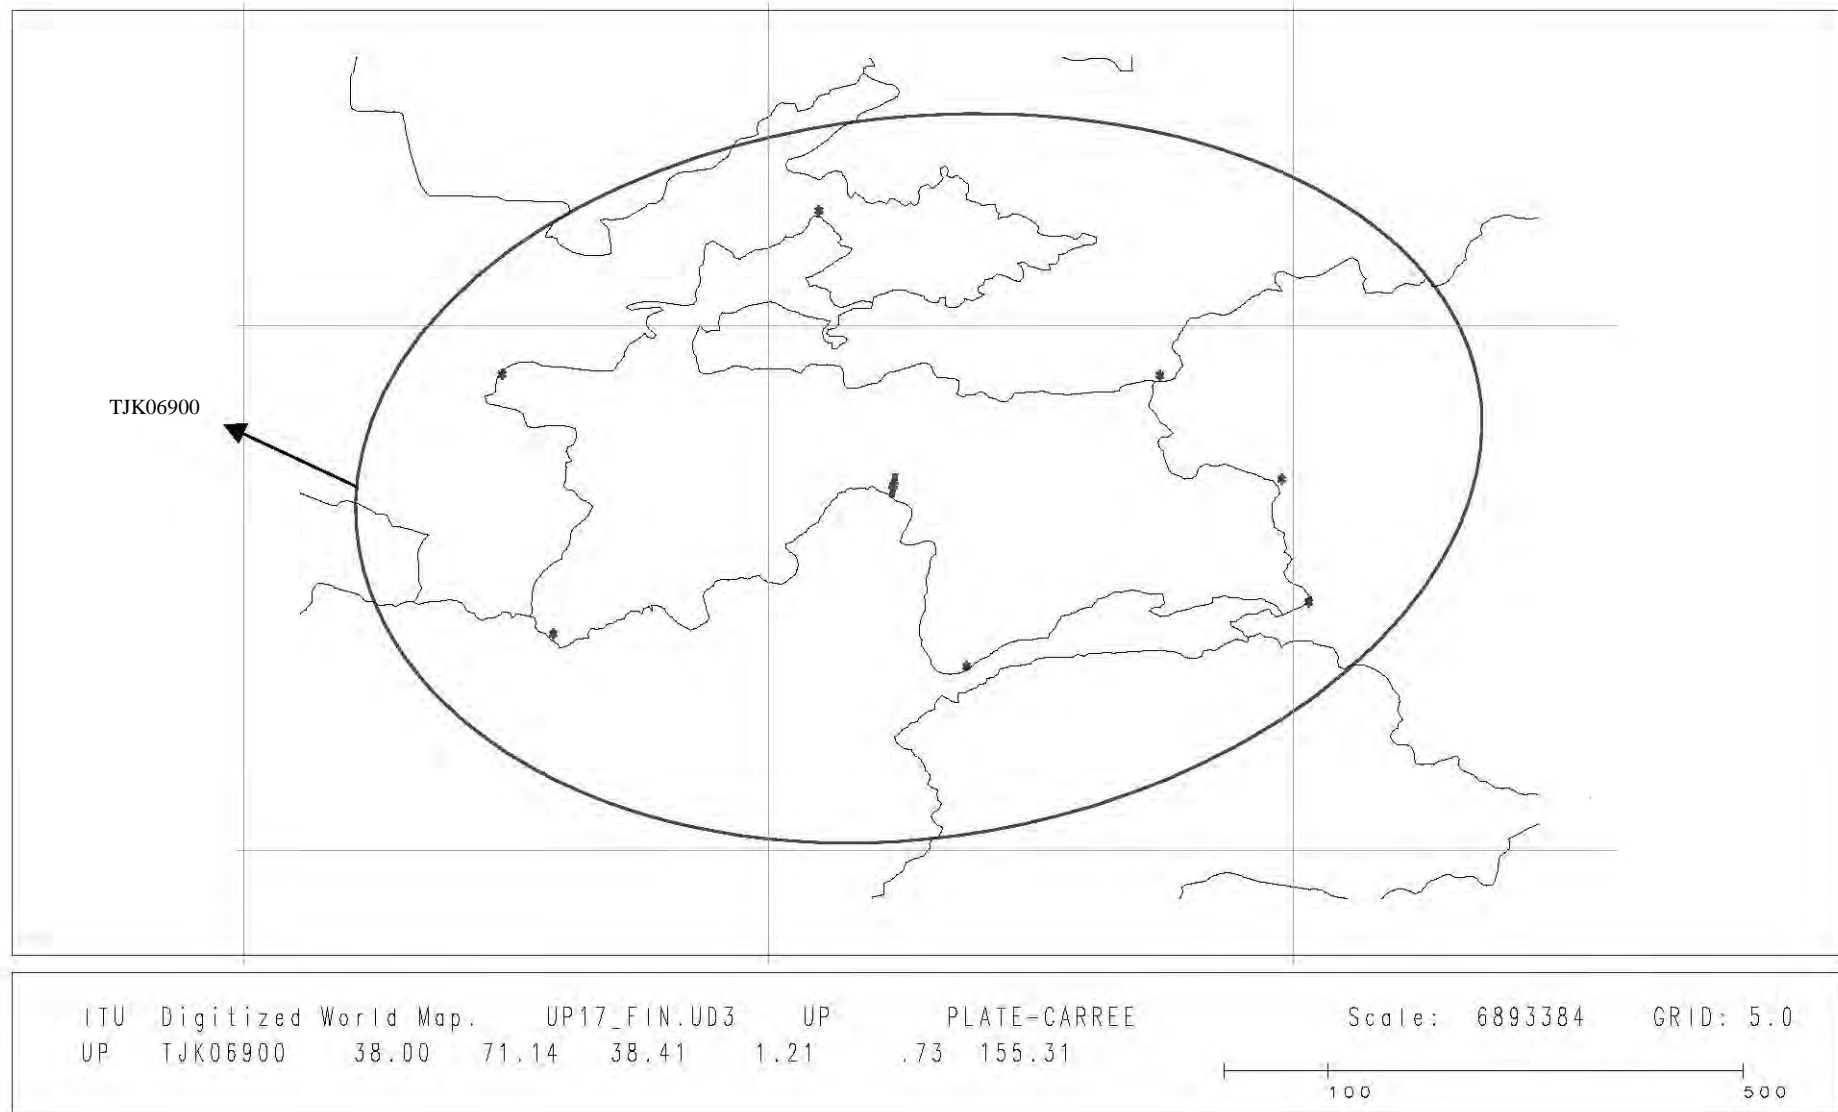 TJK06900
ITU Digitized World Map. UP17_FIN.UD3 UP PLATE-CARREE Scale: 6893384 GRID: 5.0
UP TJK06900 38.00 71.14 38.41 1.21 .73 155.31
100 500